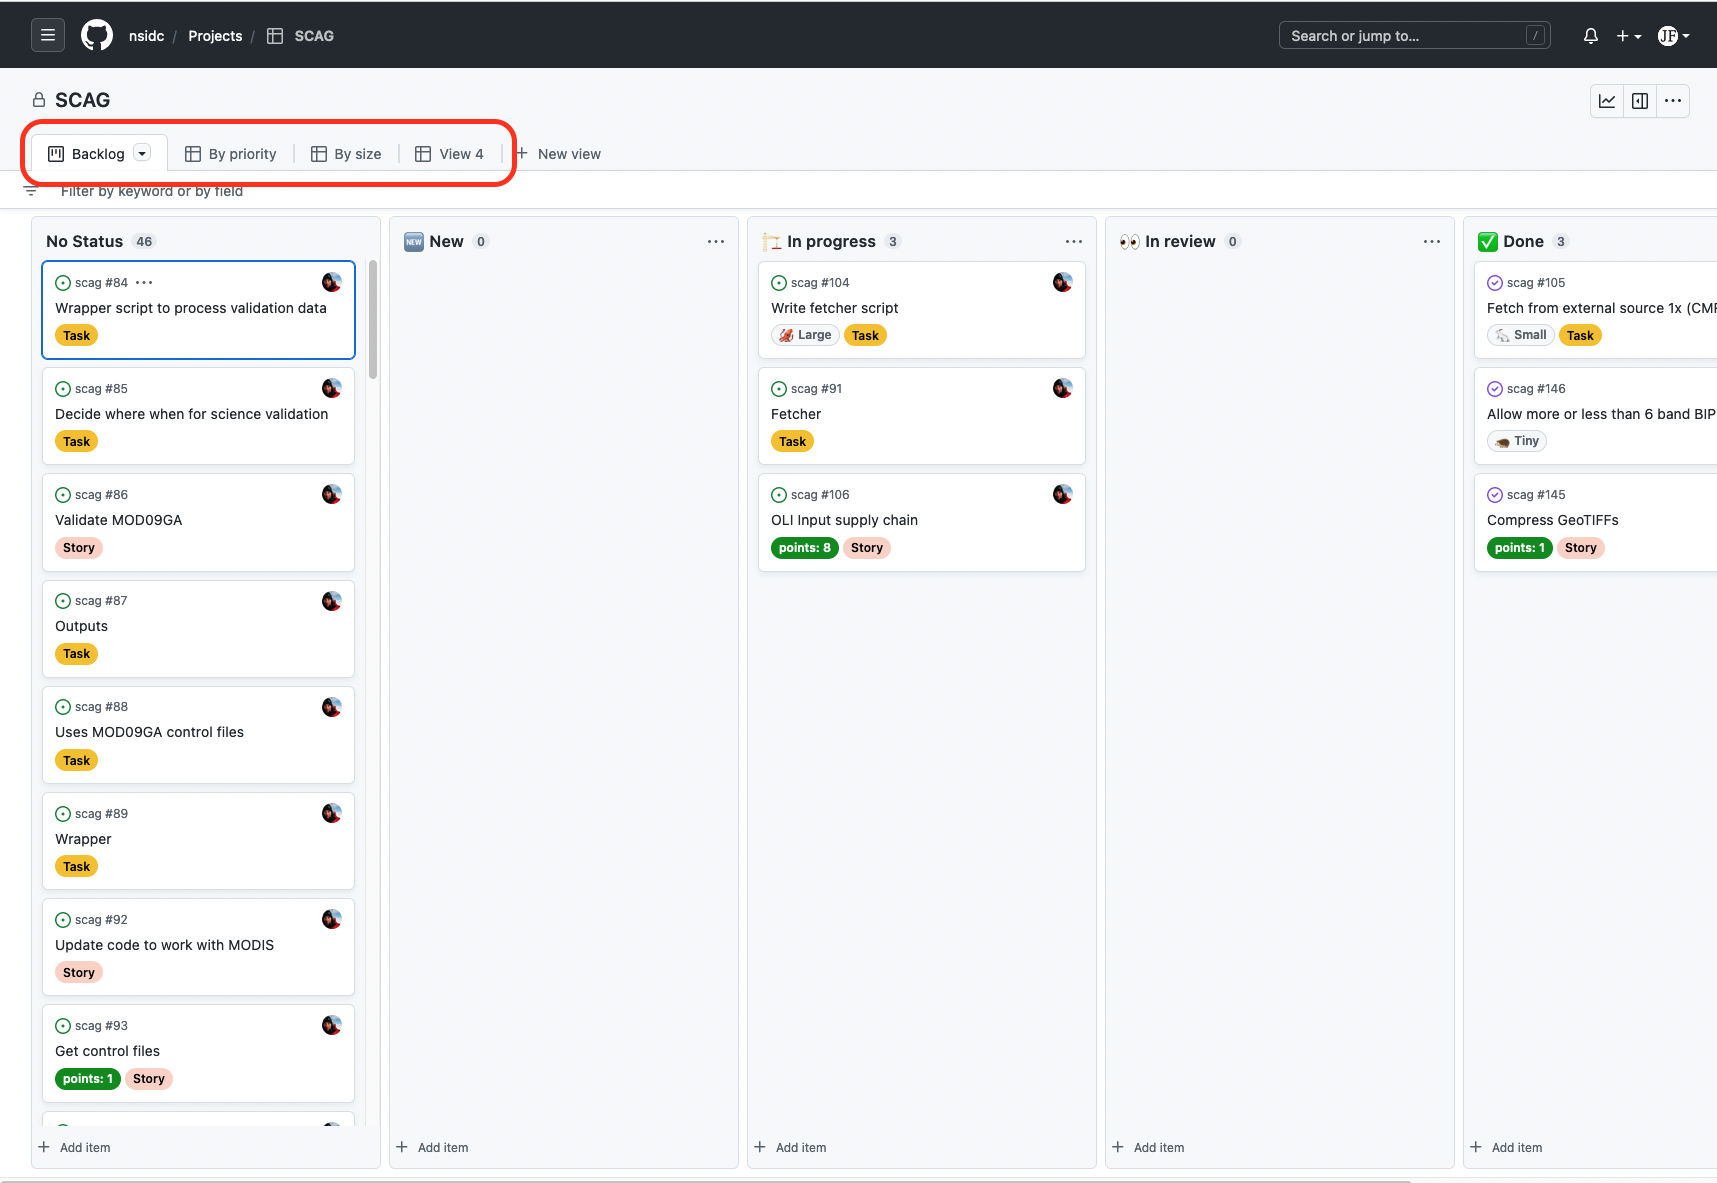 nsidc / Projects / SCAG
Search or jump to... /
JF
SCAG
Backlog By priority By size View 4 + New view
Filter by keyword or by field
No Status 46
scag #84 ...
Wrapper script to process validation data
Task
scag #85
Decide where when for science validation
Task
scag #86
Validate MOD09GA
Story
scag #87
Outputs
Task
scag #88
Uses MOD09GA control files
Task
scag #89
Wrapper
Task
scag #92
Update code to work with MODIS
Story
scag #93
Get control files
points: 1 Story
+ Add item
NEW New 0
+ Add item
In progress 3
scag #104
Write fetcher script
Large Task
scag #91
Fetcher
Task
scag #106
OLI Input supply chain
points: 8 Story
+ Add item
In review 0
+ Add item
Done 3
scag #105
Fetch from external source 1x (CMR
Small Task
scag #146
Allow more or less than 6 band BIP
Tiny
scag #145
Compress GeoTIFFs
points: 1 Story
+ Add item